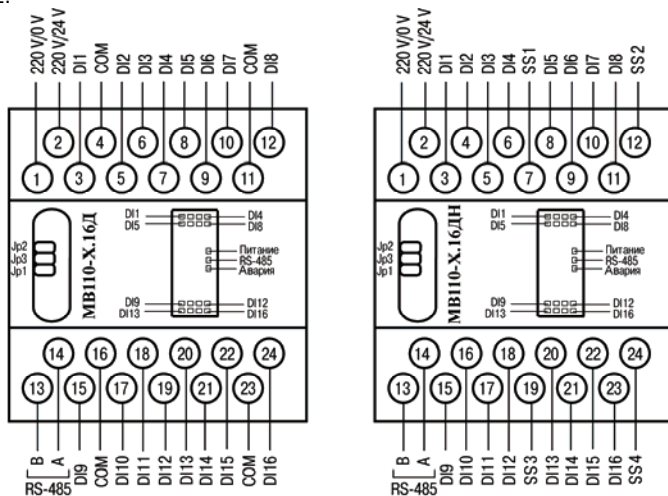 220 V/0 V 220 V/24 V DI1 COM DI2 DI3 DI4 DI5 DI6 DI7 COM DI8
2 4 6 8 10 12
1 3 5 7 9 11
Jp2
Jp3
Jp1
МВ110-Х.16Д
DI1 DI4
DI5 DI8
Питание
RS-485
Авария
DI9 DI12
DI13 DI16
14 16 18 20 22 24
13 15 17 19 21 23
B A DI9 COM DI10 DI11 DI12 DI13 DI14 DI15 COM DI16
RS-485
220 V/0 V 220 V/24 V DI1 DI2 DI3 DI4 SS1 DI5 DI6 DI7 DI8 SS2
2 4 6 8 10 12
1 3 5 7 9 11
Jp2
Jp3
Jp1
МВ110-Х.16ДН
DI1 DI4
DI5 DI8
Питание
RS-485
Авария
DI9 DI12
DI13 DI16
14 16 18 20 22 24
13 15 17 19 21 23
B A DI9 DI10 DI11 DI12 SS3 DI13 DI14 DI15 DI16 SS4
RS-485